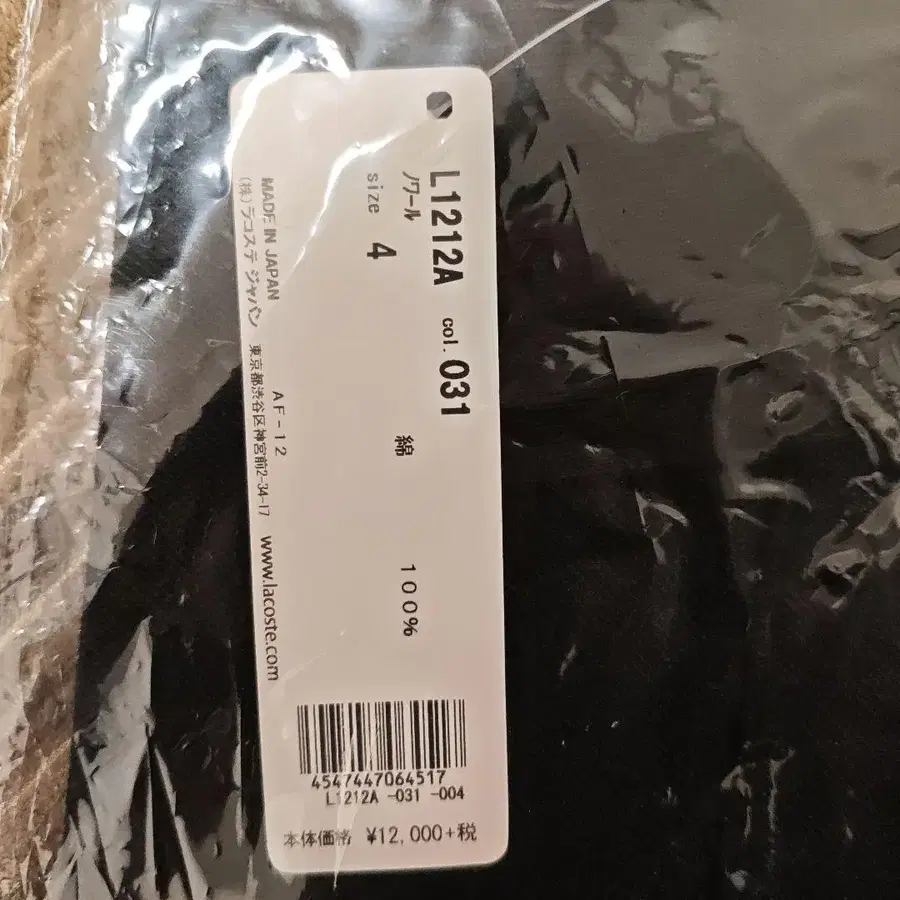 L1212A col. 031
ノワール
size 4
綿 100%
AF-12
MADE IN JAPAN
(株)ラコステ ジャパン 東京都渋谷区神宮前2-34-17 www.lacoste.com
4547447064517
L1212A -031 -004
本体価格 ¥12,000+税